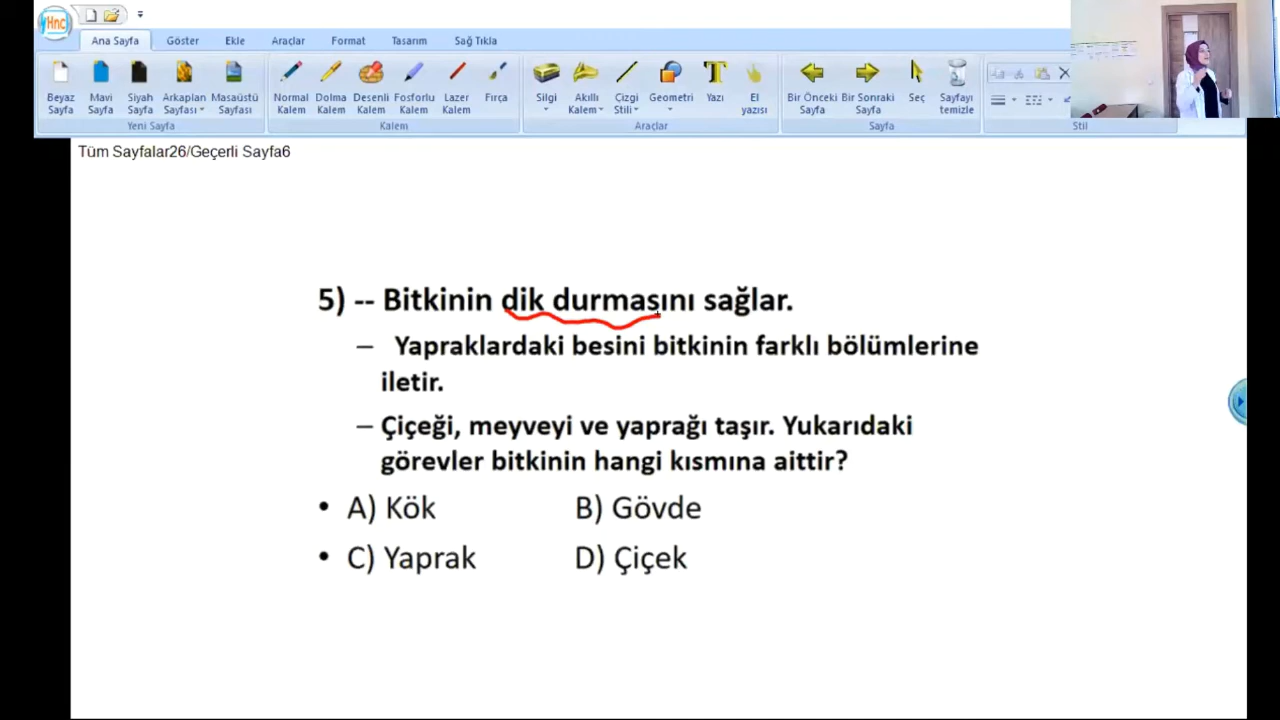 Hnc
Ana Sayfa Göster Ekle Araçlar Format Tasarım Sağ Tıkla
Beyaz Sayfa Mavi Sayfa Siyah Sayfa Arkaplan Sayfası Masaüstü Sayfası Normal Kalem Dolma Kalem Desenli Kalem Fosforlu Kalem Lazer Kalem Fırça Silgi Akıllı Kalem Çizgi Stili Geometri Yazı El yazısı Bir Önceki Sayfa Bir Sonraki Sayfa Seç Sayfayı temizle
Yeni Sayfa Kalem Araçlar Sayfa Stil
Tüm Sayfalar26/Geçerli Sayfa6
5) -- Bitkinin dik durmasını sağlar.
– Yapraklardaki besini bitkinin farklı bölümlerine
iletir.
– Çiçeği, meyveyi ve yaprağı taşır. Yukarıdaki
görevler bitkinin hangi kısmına aittir?
• A) Kök B) Gövde
• C) Yaprak D) Çiçek